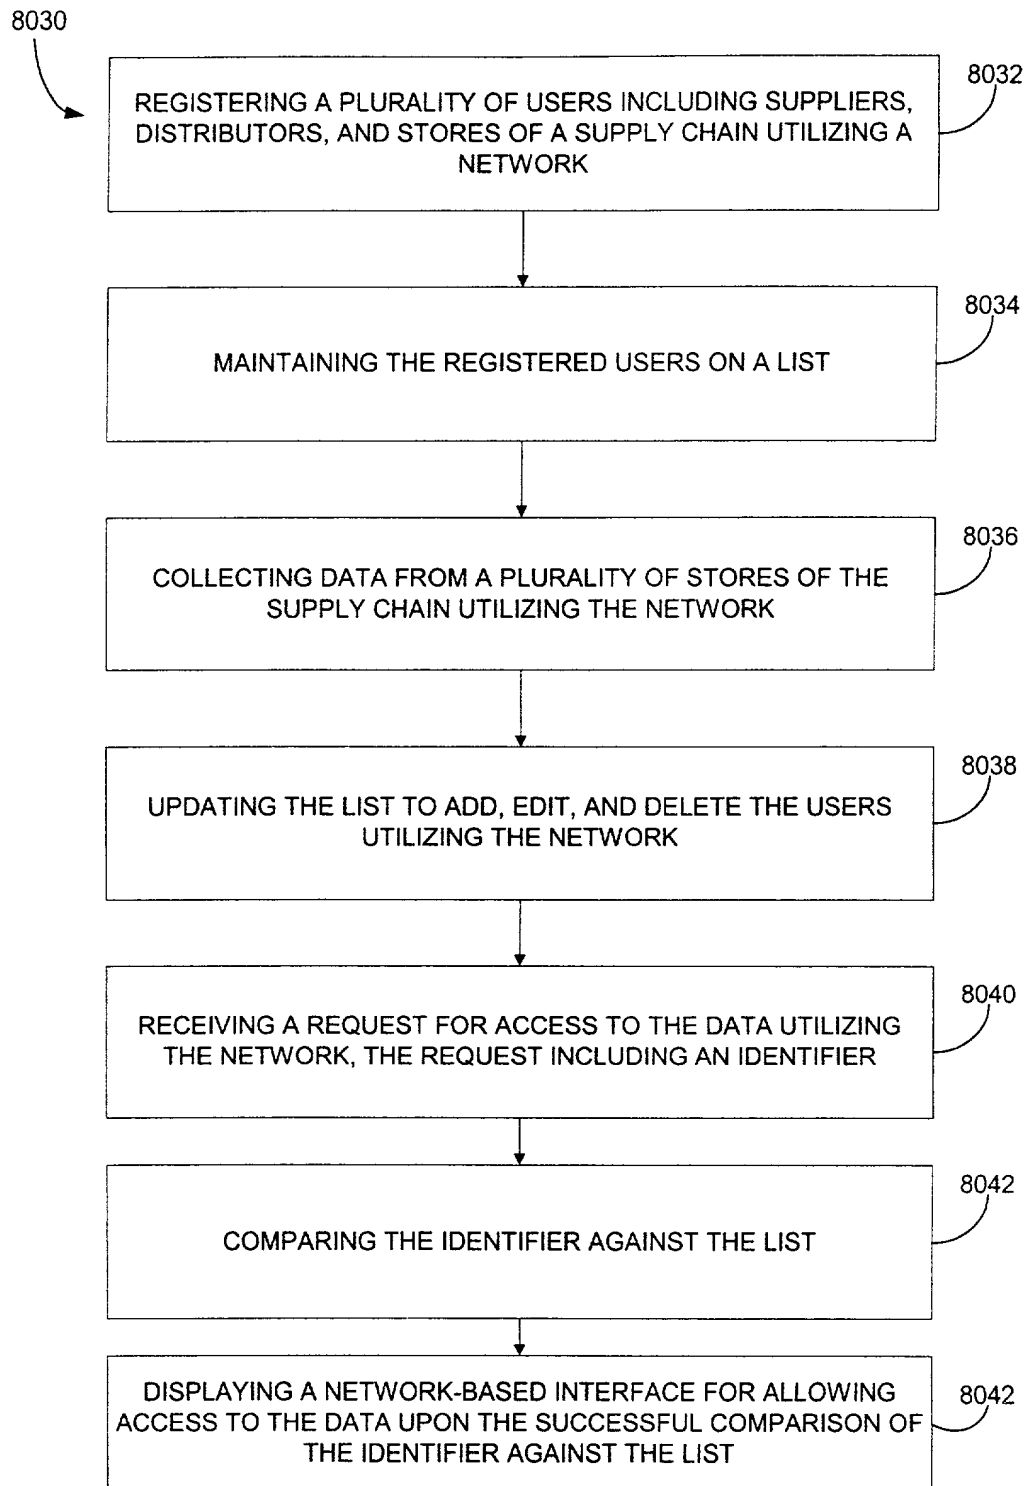 8030
8032
REGISTERING A PLURALITY OF USERS INCLUDING SUPPLIERS,
DISTRIBUTORS, AND STORES OF A SUPPLY CHAIN UTILIZING A
NETWORK
8034
MAINTAINING THE REGISTERED USERS ON A LIST
8036
COLLECTING DATA FROM A PLURALITY OF STORES OF THE
SUPPLY CHAIN UTILIZING THE NETWORK
8038
UPDATING THE LIST TO ADD, EDIT, AND DELETE THE USERS
UTILIZING THE NETWORK
8040
RECEIVING A REQUEST FOR ACCESS TO THE DATA UTILIZING
THE NETWORK, THE REQUEST INCLUDING AN IDENTIFIER
8042
COMPARING THE IDENTIFIER AGAINST THE LIST
8042
DISPLAYING A NETWORK-BASED INTERFACE FOR ALLOWING
ACCESS TO THE DATA UPON THE SUCCESSFUL COMPARISON OF
THE IDENTIFIER AGAINST THE LIST